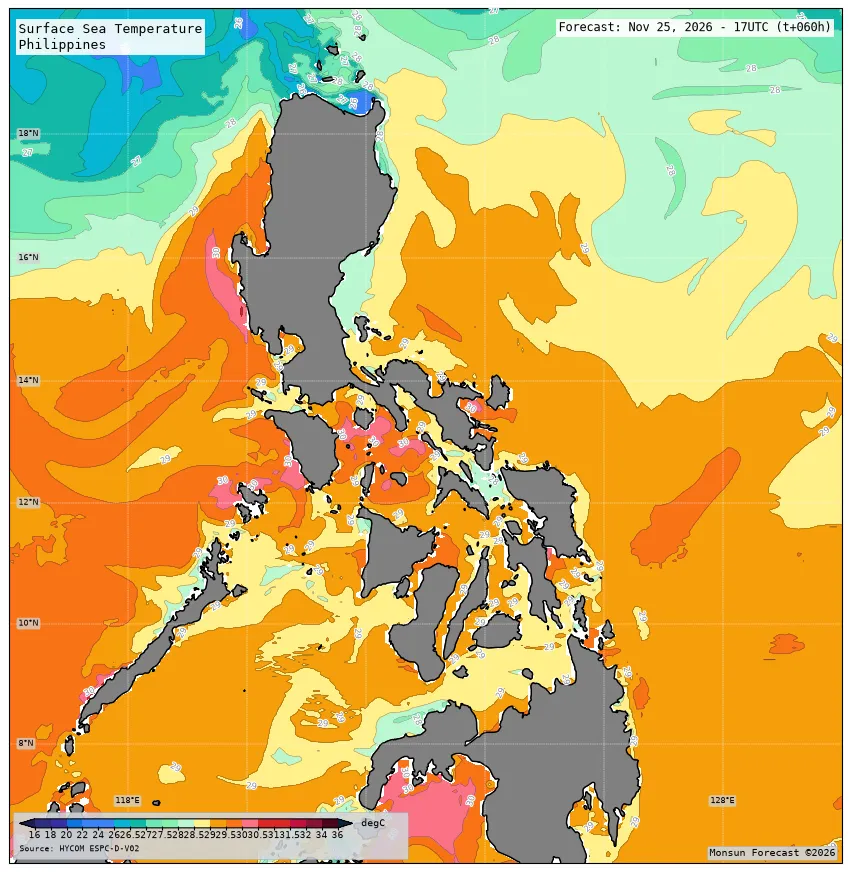 Surface Sea Temperature
Philippines
Forecast: Nov 25, 2026 - 17UTC (t+060h)
18°N
16°N
14°N
12°N
10°N
8°N
118°E
128°E
degC
16 18 20 22 24 26 26.5 27 27.5 28 28.5 29 29.5 30 30.5 31 31.5 32 34 36
Source: HYCOM ESPC-D-V02
Monsun Forecast ©2026